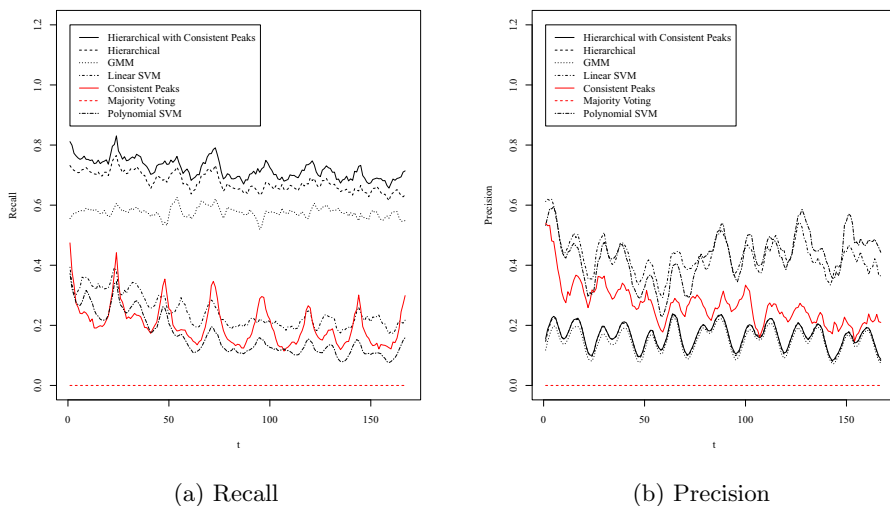 Hierarchical with Consistent Peaks
Hierarchical
GMM
Linear SVM
Consistent Peaks
Majority Voting
Polynomial SVM
0.0
0.2
0.4
0.6
0.8
1.0
1.2
Recall
0
50
100
150
t
(a) Recall
Hierarchical with Consistent Peaks
Hierarchical
GMM
Linear SVM
Consistent Peaks
Majority Voting
Polynomial SVM
0.0
0.2
0.4
0.6
0.8
1.0
1.2
Precision
0
50
100
150
t
(b) Precision